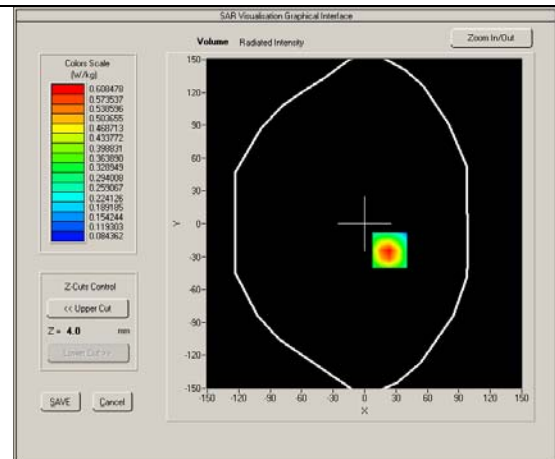 SAR Visualisation Graphical Interface
Volume Radiated Intensity
Zoom In/Out
Colors Scale
(W/kg)
0.608478
0.573537
0.538596
0.503655
0.468713
0.433772
0.398831
0.363890
0.328949
0.294008
0.259067
0.224126
0.189185
0.154244
0.119303
0.084362
Z-Cuts Control
<< Upper Cut
Z = 4.0 mm
Lower Cut >>
SAVE
Cancel
150
120
90
60
30
0
-30
-60
-90
-120
-150
Y
-150 -120 -90 -60 -30 0 30 60 90 120 150
X